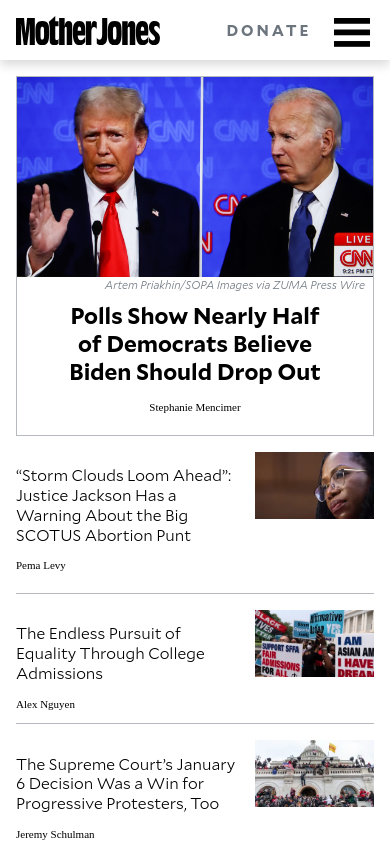 Mother Jones
DONATE
CNN
LIVE
CNN
9:21 PM ET
Artem Priakhin/SOPA Images via ZUMA Press Wire
Polls Show Nearly Half
of Democrats Believe
Biden Should Drop Out
Stephanie Mencimer
“Storm Clouds Loom Ahead”:
Justice Jackson Has a
Warning About the Big
SCOTUS Abortion Punt
Pema Levy
The Endless Pursuit of
Equality Through College
Admissions
BLACK
LIVES
SUPPORT SFFA
FAIR
ADMISSIONS
FOR ALL
I AM
ASIAN AM
I HAVE
DREAM
Alex Nguyen
The Supreme Court’s January
6 Decision Was a Win for
Progressive Protesters, Too
Jeremy Schulman